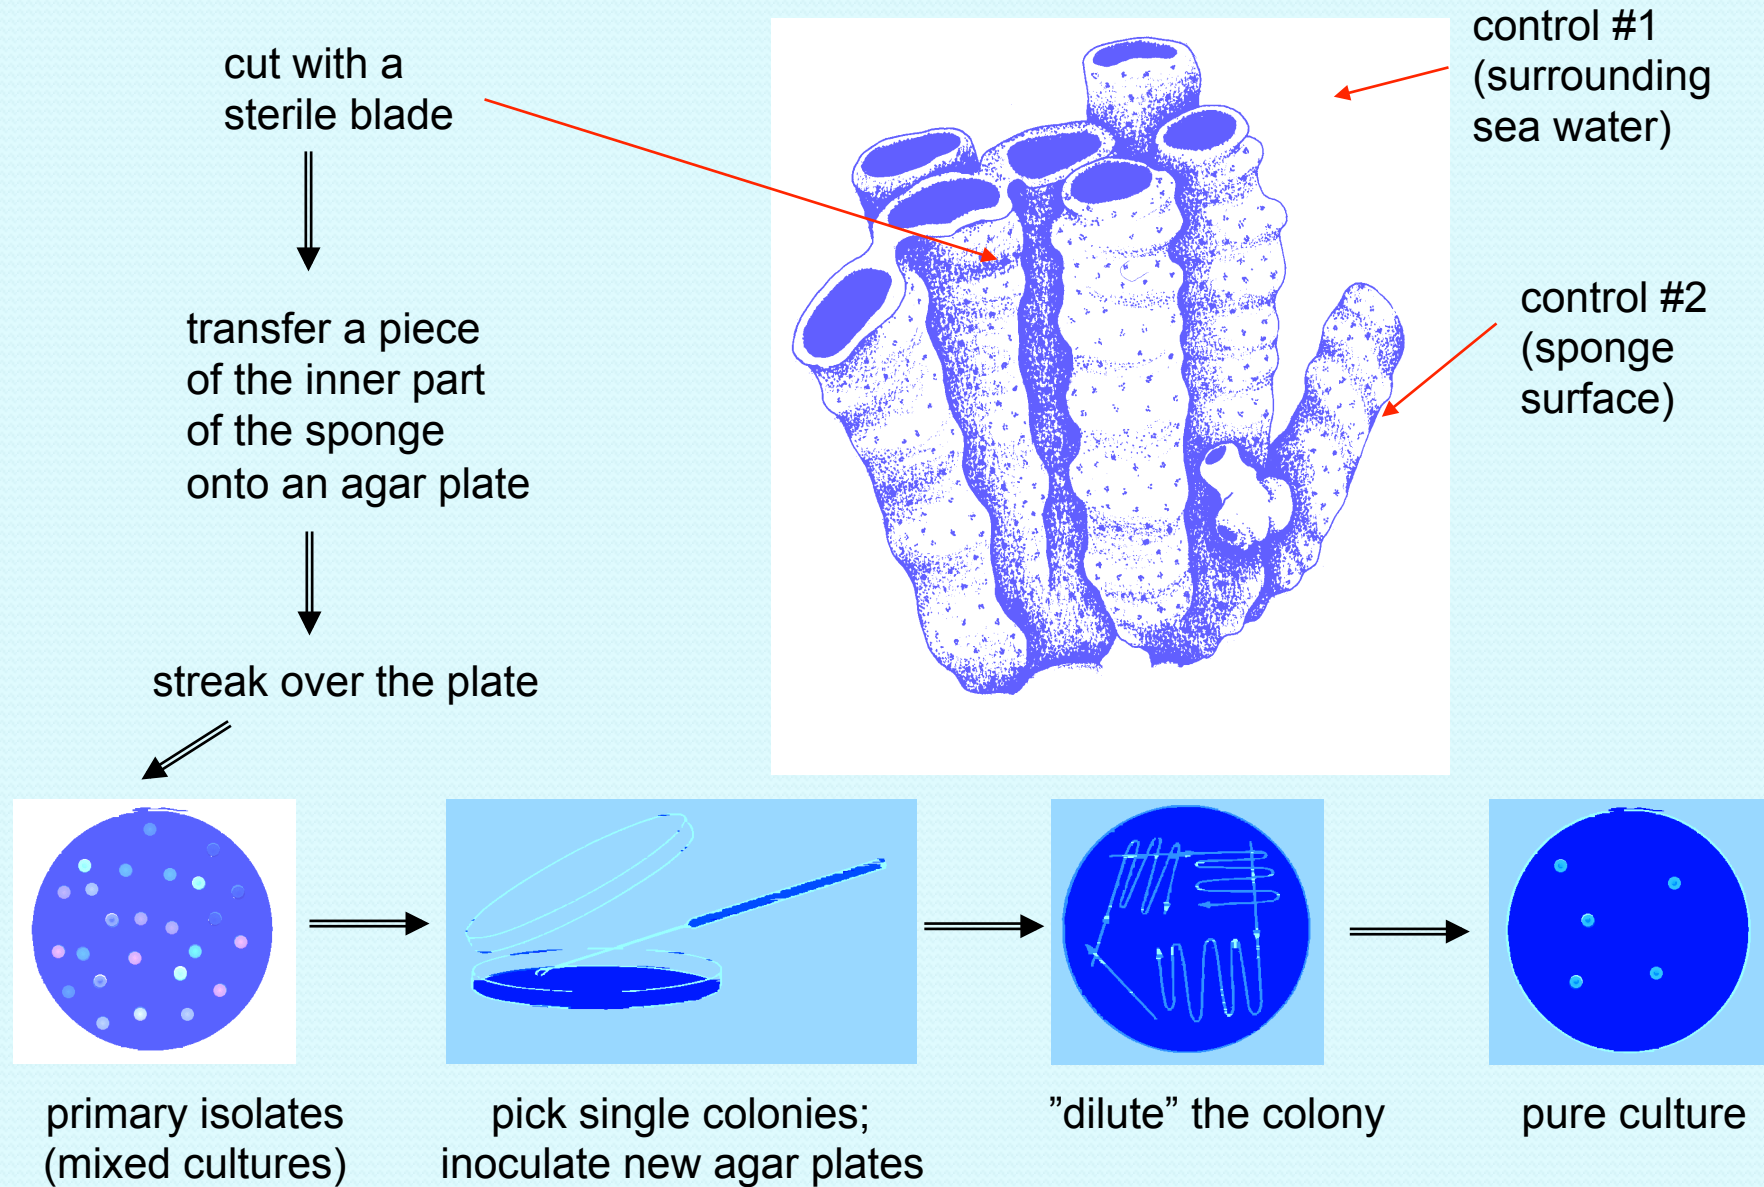 cut with a
sterile blade
transfer a piece
of the inner part
of the sponge
onto an agar plate
streak over the plate
control #1
(surrounding
sea water)
control #2
(sponge
surface)
primary isolates
(mixed cultures)
pick single colonies;
inoculate new agar plates
”dilute” the colony
pure culture